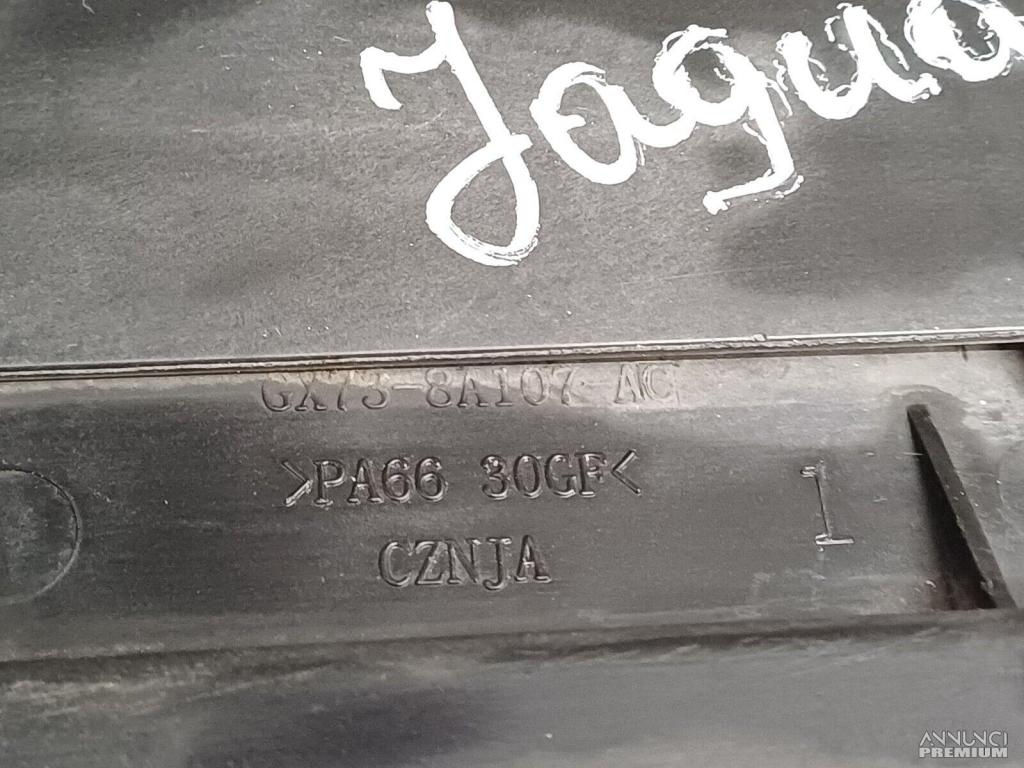 Jagua
GX73-8A107-AC
>PA66 30GF<
1
CZNJA
ANNUNCI
PREMIUM